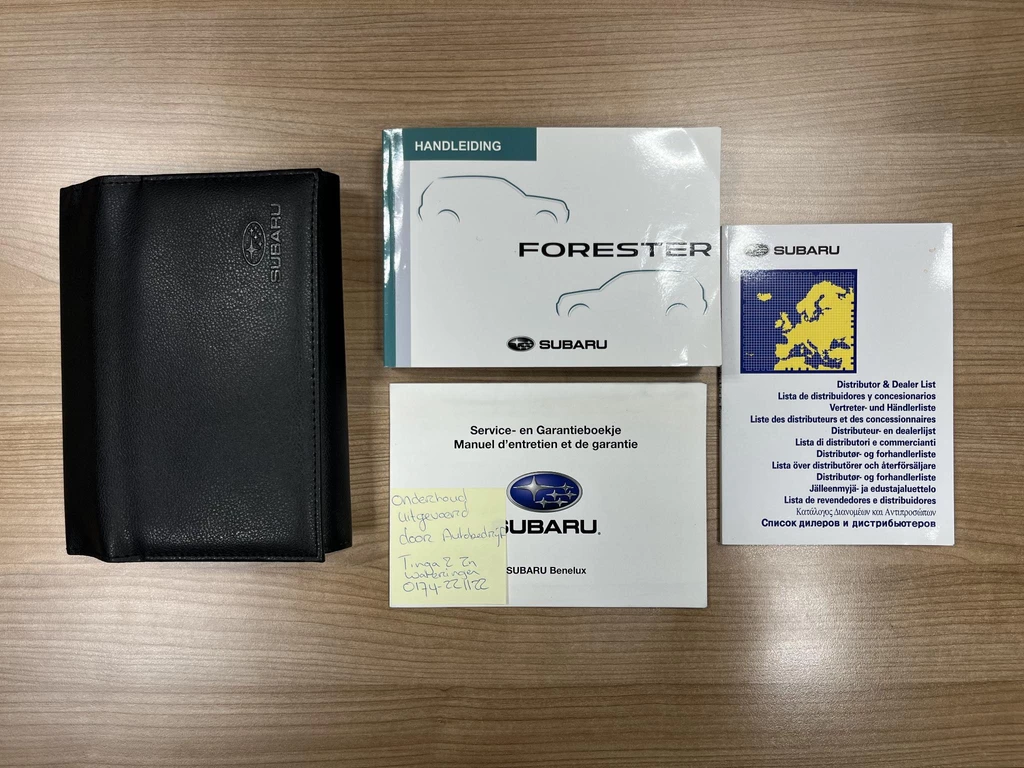 SUBARU
HANDLEIDING
FORESTER
SUBARU
Service- en Garantieboekje
Manuel d'entretien et de garantie
SUBARU®
SUBARU Benelux
Onderhoud
uitgevoerd
door Autobedrijf
Tinga 2 Zn
Wateringen
0174-221122
SUBARU
Distributor & Dealer List
Lista de distribuidores y concesionarios
Vertreter- und Händlerliste
Liste des distributeurs et des concessionnaires
Distributeur- en dealerlijst
Lista di distributori e commercianti
Distributør- og forhandlerliste
Lista över distributörer och återförsäljare
Distributør- og forhandlerliste
Jälleenmyjä- ja edustajaluettelo
Lista de revendedores e distribuidores
Κατάλογος Διανομέων και Αντιπροσώπων
Список дилеров и дистрибьютеров